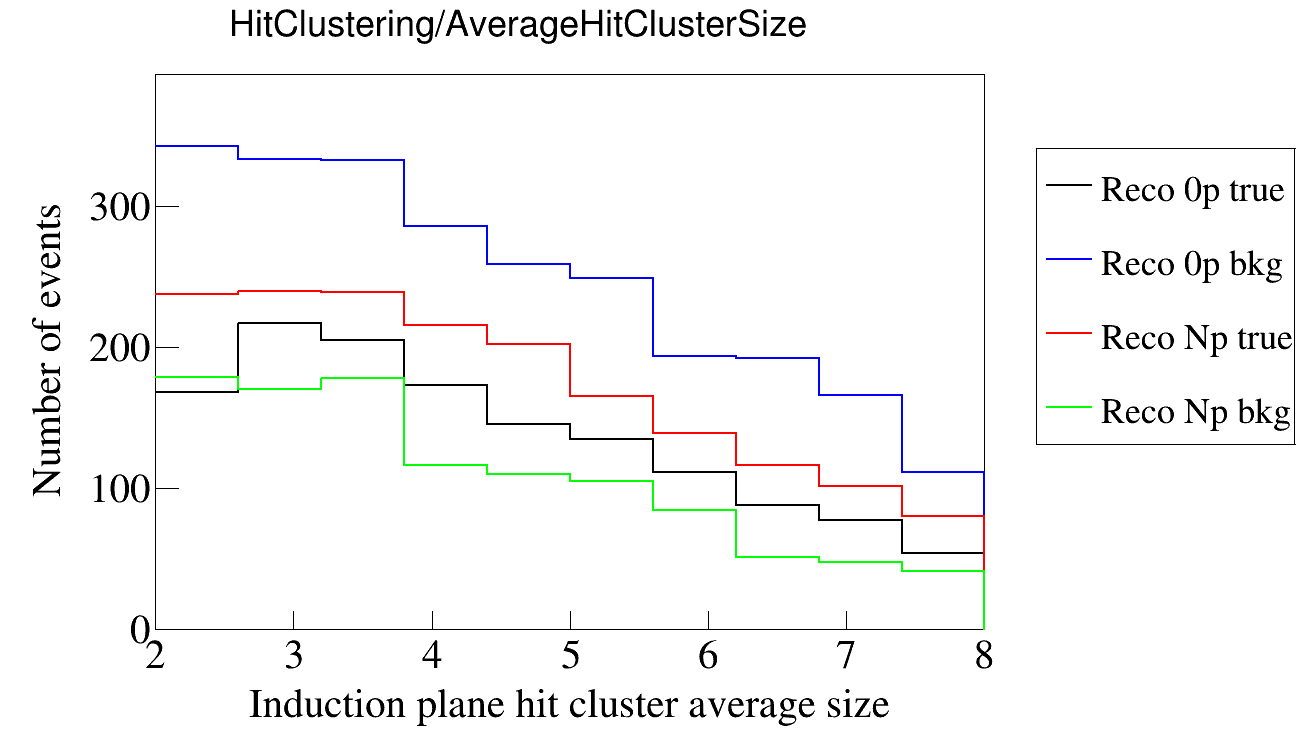 HitClustering/AverageHitClusterSize
Number of events
300
200
100
0
2 3 4 5 6 7 8
Induction plane hit cluster average size
Reco 0p true
Reco 0p bkg
Reco Np true
Reco Np bkg